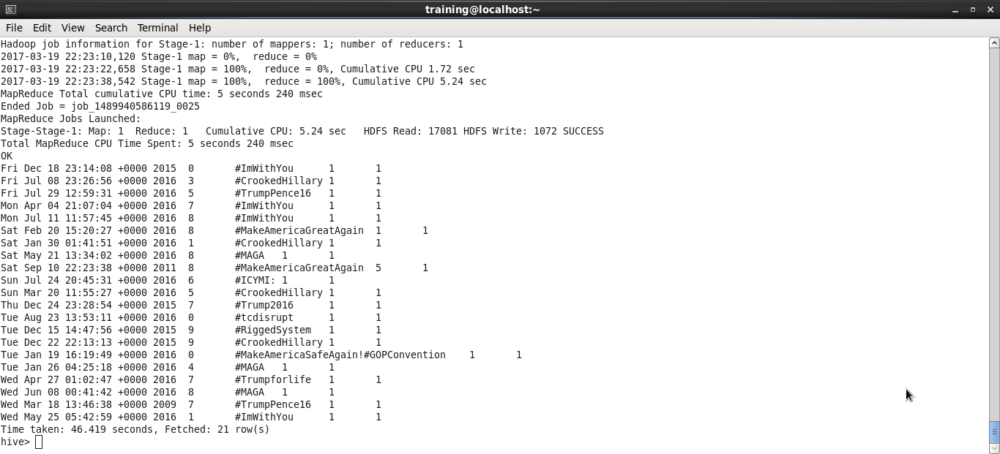 training@localhost:~
File Edit View Search Terminal Help
Hadoop job information for Stage-1: number of mappers: 1; number of reducers: 1
2017-03-19 22:23:10,120 Stage-1 map = 0%,  reduce = 0%
2017-03-19 22:23:22,658 Stage-1 map = 100%,  reduce = 0%, Cumulative CPU 1.72 sec
2017-03-19 22:23:38,542 Stage-1 map = 100%,  reduce = 100%, Cumulative CPU 5.24 sec
MapReduce Total cumulative CPU time: 5 seconds 240 msec
Ended Job = job_1489940586119_0025
MapReduce Jobs Launched:
Stage-Stage-1: Map: 1  Reduce: 1   Cumulative CPU: 5.24 sec   HDFS Read: 17081 HDFS Write: 1072 SUCCESS
Total MapReduce CPU Time Spent: 5 seconds 240 msec
OK
Fri Dec 18 23:14:08 +0000 2015  0       #ImWithYou      1       1
Fri Jul 08 23:26:56 +0000 2016  3       #CrookedHillary 1       1
Fri Jul 29 12:59:31 +0000 2016  5       #TrumpPence16   1       1
Mon Apr 04 21:07:04 +0000 2016  7       #ImWithYou      1       1
Mon Jul 11 11:57:45 +0000 2016  8       #ImWithYou      1       1
Sat Feb 20 15:20:27 +0000 2016  8       #MakeAmericaGreatAgain  1       1
Sat Jan 30 01:41:51 +0000 2016  1       #CrookedHillary 1       1
Sat May 21 13:34:02 +0000 2016  8       #MAGA   1       1
Sat Sep 10 22:23:38 +0000 2011  8       #MakeAmericaGreatAgain  5       1
Sun Jul 24 20:45:31 +0000 2016  6       #ICYMI: 1       1
Sun Mar 20 11:55:27 +0000 2016  5       #CrookedHillary 1       1
Thu Dec 24 23:28:54 +0000 2015  7       #Trump2016      1       1
Tue Aug 23 13:53:11 +0000 2016  0       #tcdisrupt      1       1
Tue Dec 15 14:47:56 +0000 2015  9       #RiggedSystem   1       1
Tue Dec 22 22:13:13 +0000 2015  9       #CrookedHillary 1       1
Tue Jan 19 16:19:49 +0000 2016  0       #MakeAmericaSafeAgain!#GOPConvention    1       1
Tue Jan 26 04:25:18 +0000 2016  4       #MAGA   1       1
Wed Apr 27 01:02:47 +0000 2016  7       #Trumpforlife   1       1
Wed Jun 08 00:41:42 +0000 2016  8       #MAGA   1       1
Wed Mar 18 13:46:38 +0000 2009  7       #TrumpPence16   1       1
Wed May 25 05:42:59 +0000 2016  1       #ImWithYou      1       1
Time taken: 46.419 seconds, Fetched: 21 row(s)
hive>